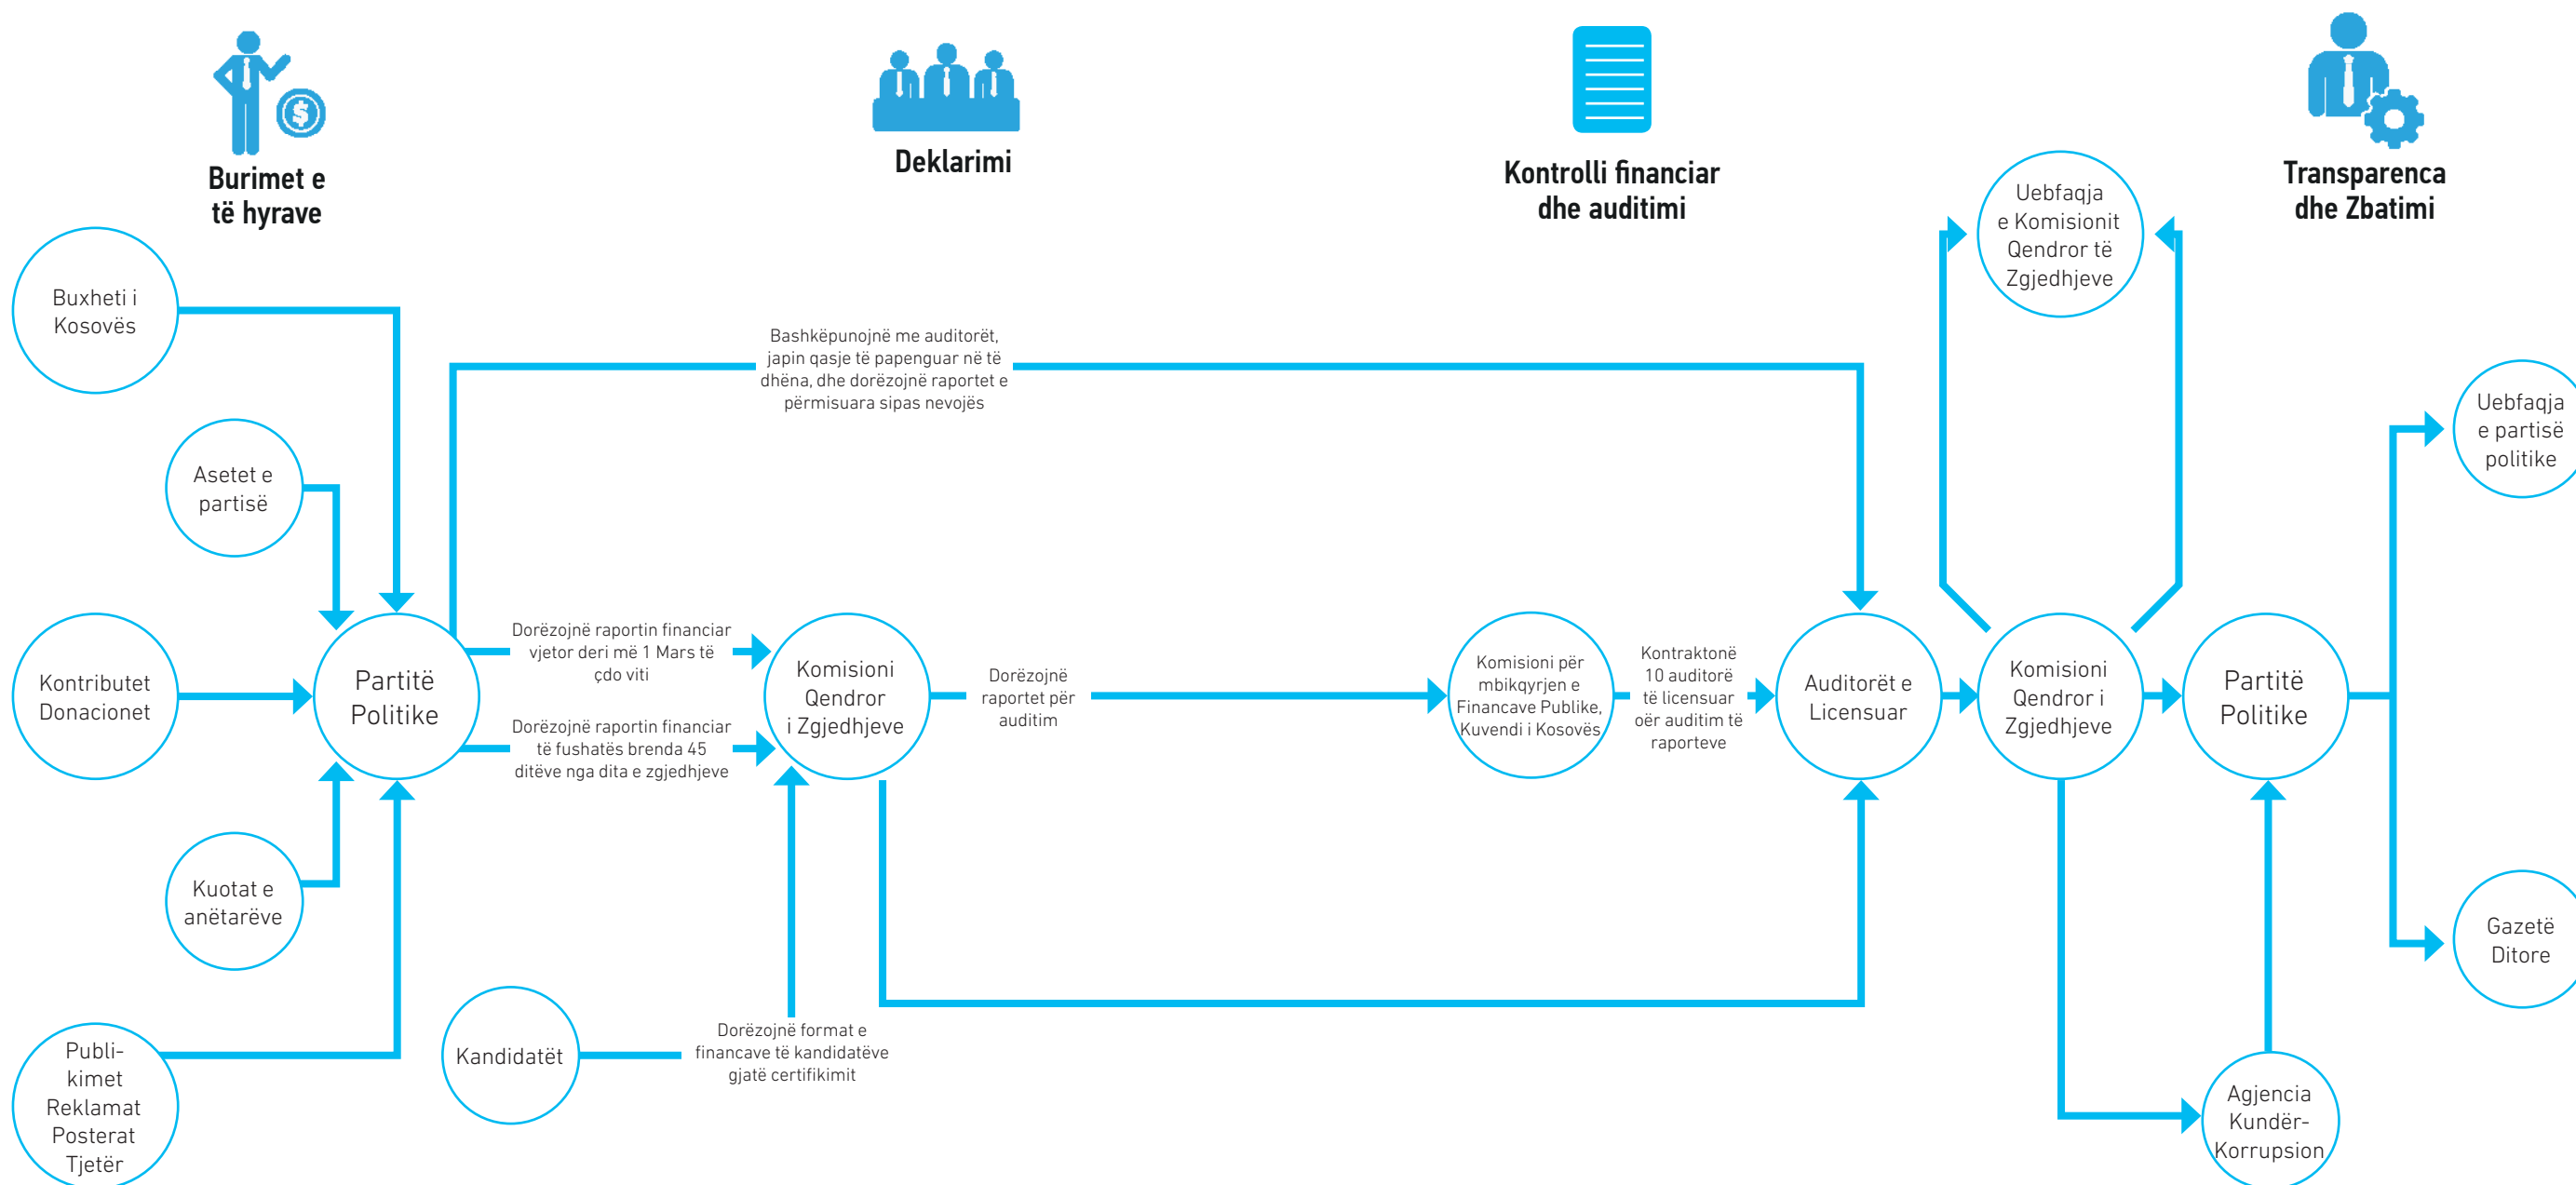 Burimet e
të hyrave
Deklarimi
Kontrolli financiar
dhe auditimi
Transparenca
dhe Zbatimi
Buxheti i
Kosovës
Asetet e
partisë
Kontributet
Donacionet
Kuotat e
anëtarëve
Publi-
kimet
Reklamat
Posterat
Tjetër
Partitë
Politike
Bashkëpunojnë me auditorët,
japin qasje të papenguar në të
dhëna, dhe dorëzojnë raportet e
përmisuara sipas nevojës
Dorëzojnë raportin financiar
vjetor deri më 1 Mars të
çdo viti
Dorëzojnë raportin financiar
të fushatës brenda 45
ditëve nga dita e zgjedhjeve
Kandidatët
Dorëzojnë format e
financave të kandidatëve
gjatë certifikimit
Komisioni
Qendror
i Zgjedhjeve
Dorëzojnë
raportet për
auditim
Komisioni për
mbikqyrjen e
Financave Publike,
Kuvendi i Kosovës
Kontraktonë
10 auditorë
të licensuar
oër auditim të
raporteve
Auditorët e
Licensuar
Uebfaqja
e Komisionit
Qendror të
Zgjedhjeve
Komisioni
Qendror i
Zgjedhjeve
Partitë
Politike
Uebfaqja
e partisë
politike
Gazetë
Ditore
Agjencia
Kundër-
Korrupsion